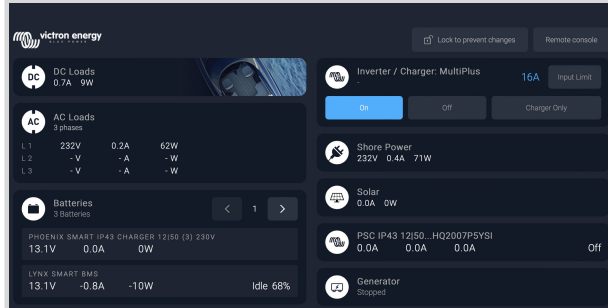 victron energy
BLUE POWER
Lock to prevent changes
Remote console
DC
DC Loads
0.7A 9W
AC
AC Loads
3 phases
L 1 232V 0.2A 62W
L 2 - V - A - W
L 3 - V - A - W
Batteries
3 Batteries
< 1 >
PHOENIX SMART IP43 CHARGER 12|50 (3) 230V
13.1V 0.0A 0W
LYNX SMART BMS
13.1V -0.8A -10W Idle 68%
Inverter / Charger: MultiPlus
-
16A Input Limit
On Off Charger Only
Shore Power
232V 0.4A 71W
Solar
0.0A 0W
PSC IP43 12|50...HQ2007P5YSI
0.0A 0.0A 0.0A Off
Generator
Stopped